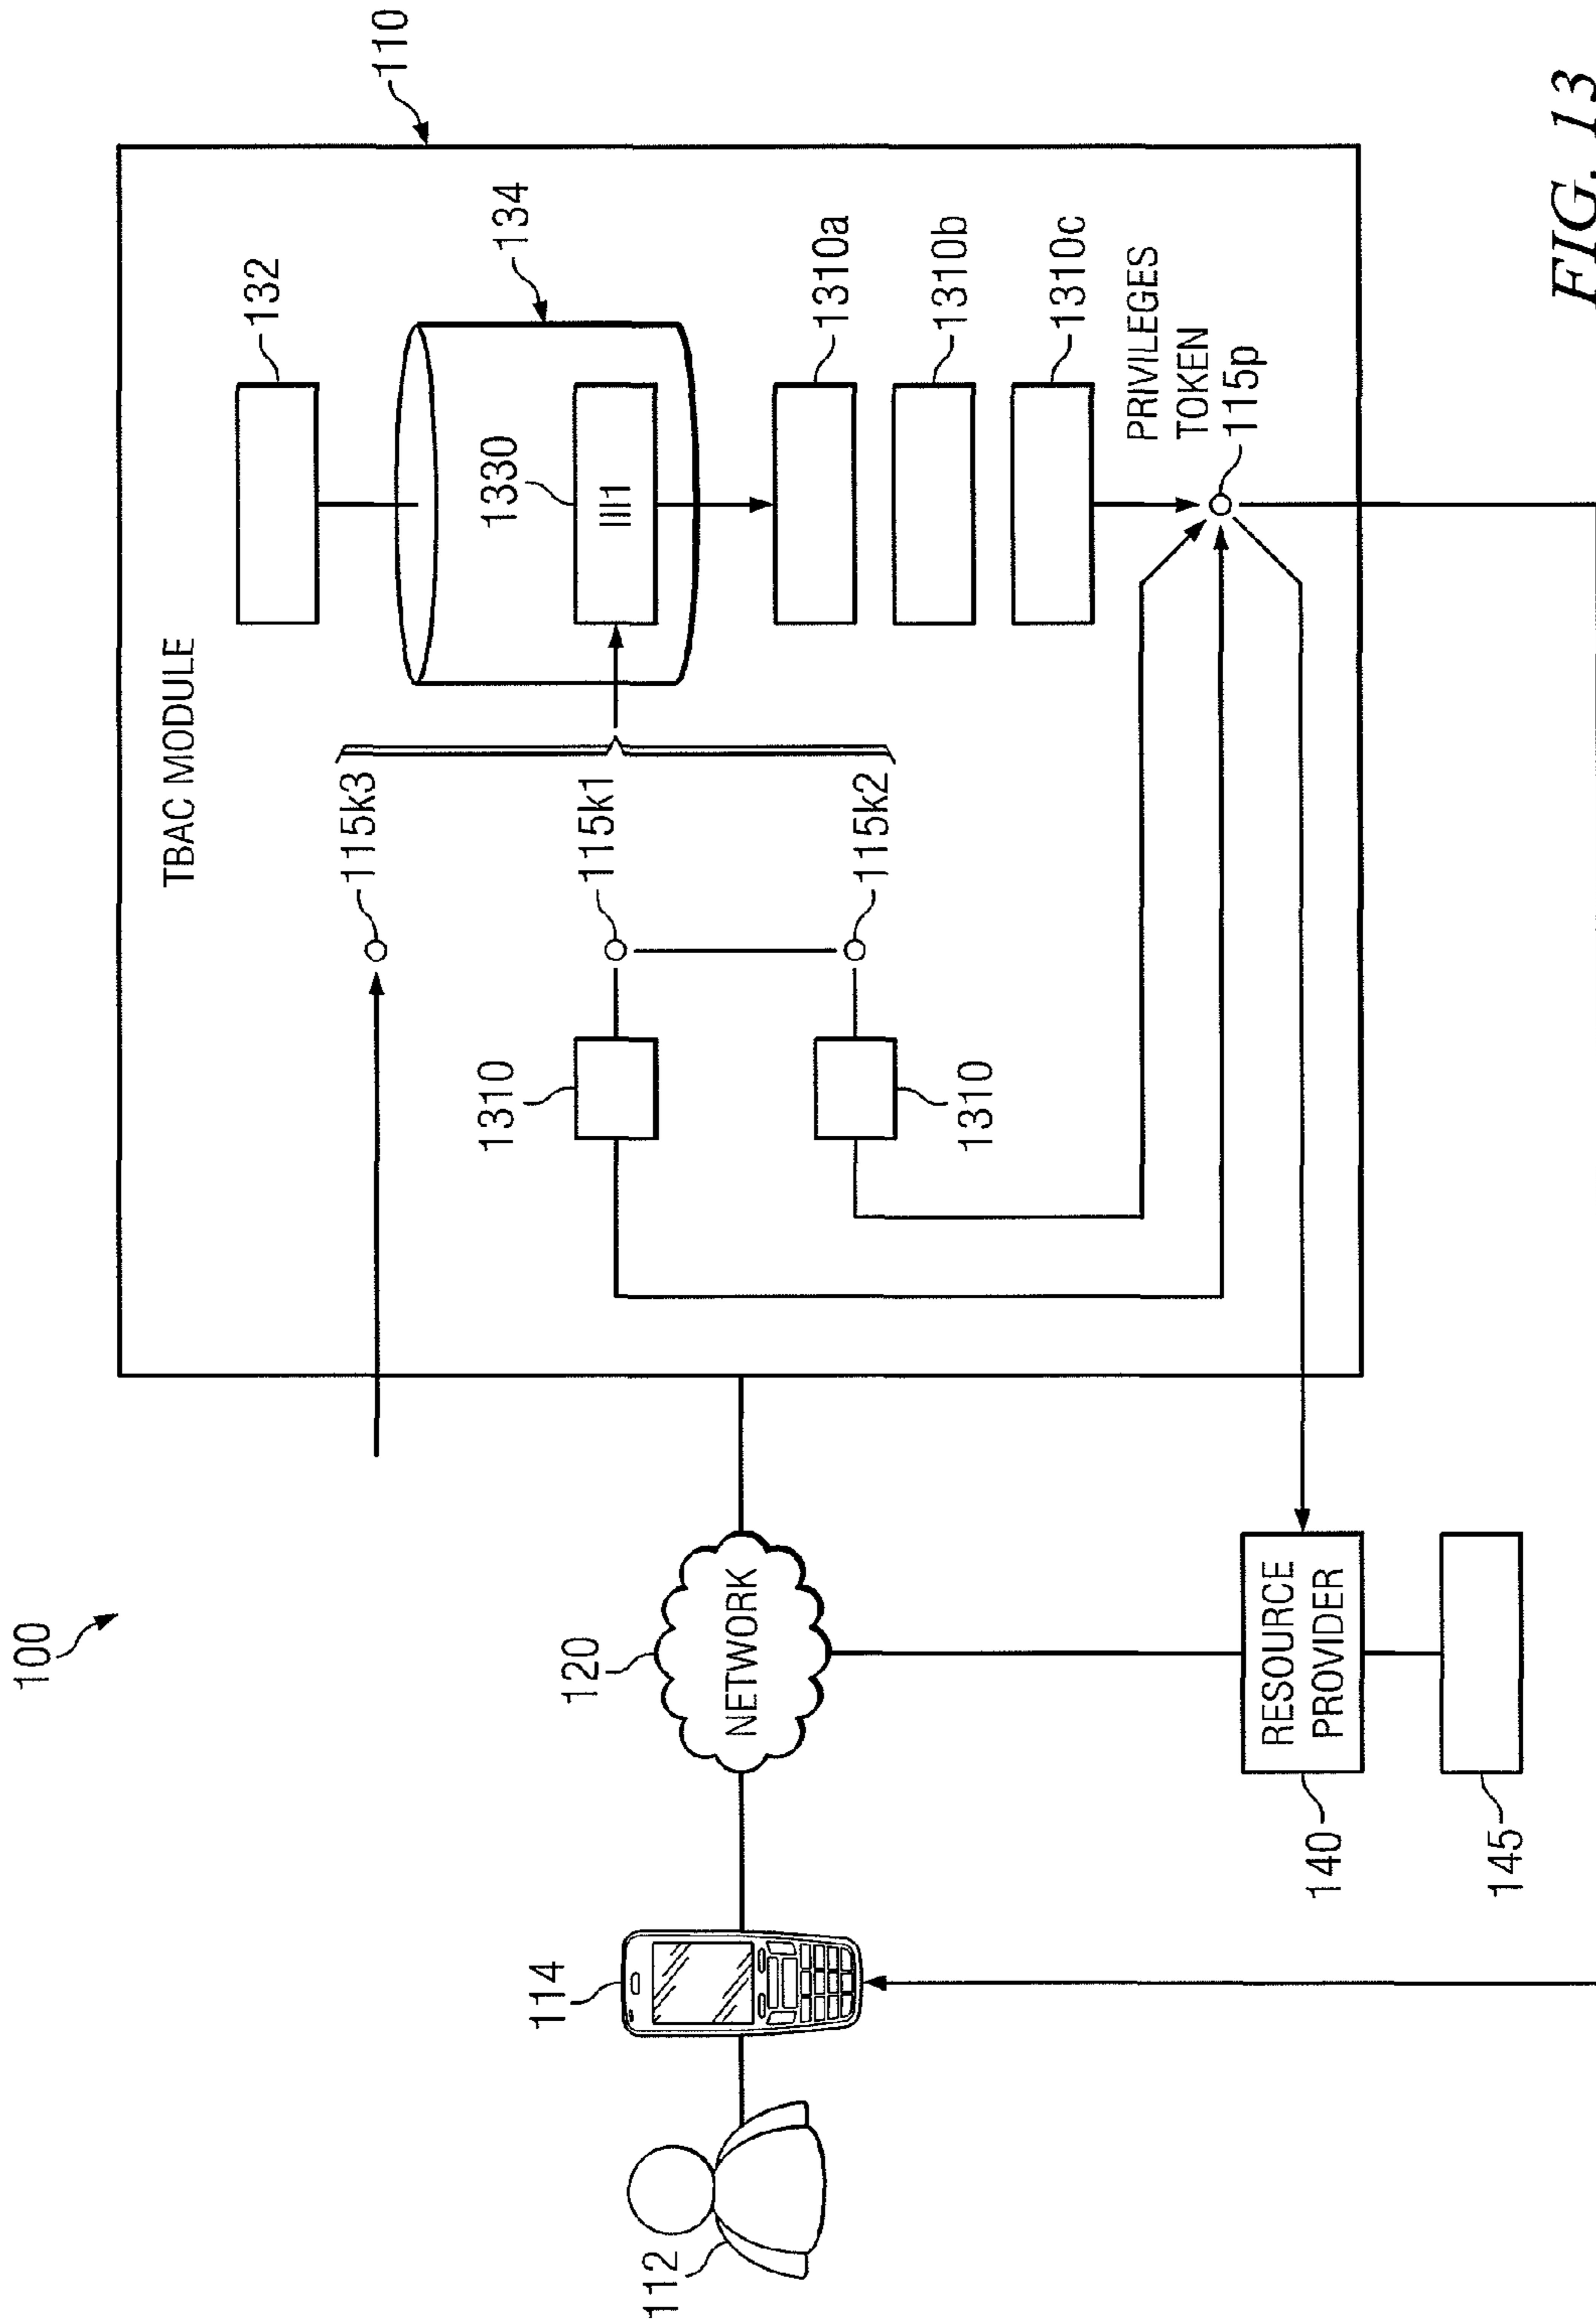 100
110
TBAC MODULE
132
134
115k3
1330
III1
115k1
1310
1310a
115k2
1310
1310b
1310c
PRIVILEGES
TOKEN
115p
120
NETWORK
114
112
RESOURCE
PROVIDER
140
145
FIG. 13